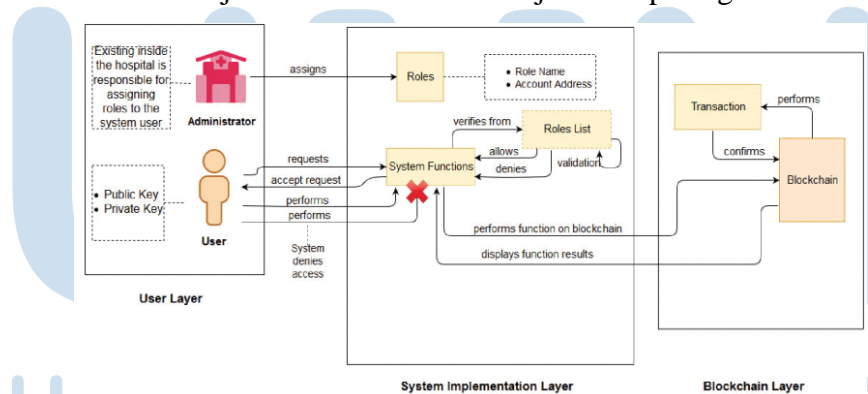 Existing inside
the hospital is
responsible for
assigning
roles to the
system user
Administrator
assigns
Roles
• Role Name
• Account Address
• Public Key
• Private Key
User
requests
accept request
performs
performs
System
denies
access
System Functions
verifies from
Roles List
allows
denies
validation
performs function on blockchain
displays function results
Transaction
performs
confirms
Blockchain
User Layer
System Implementation Layer
Blockchain Layer